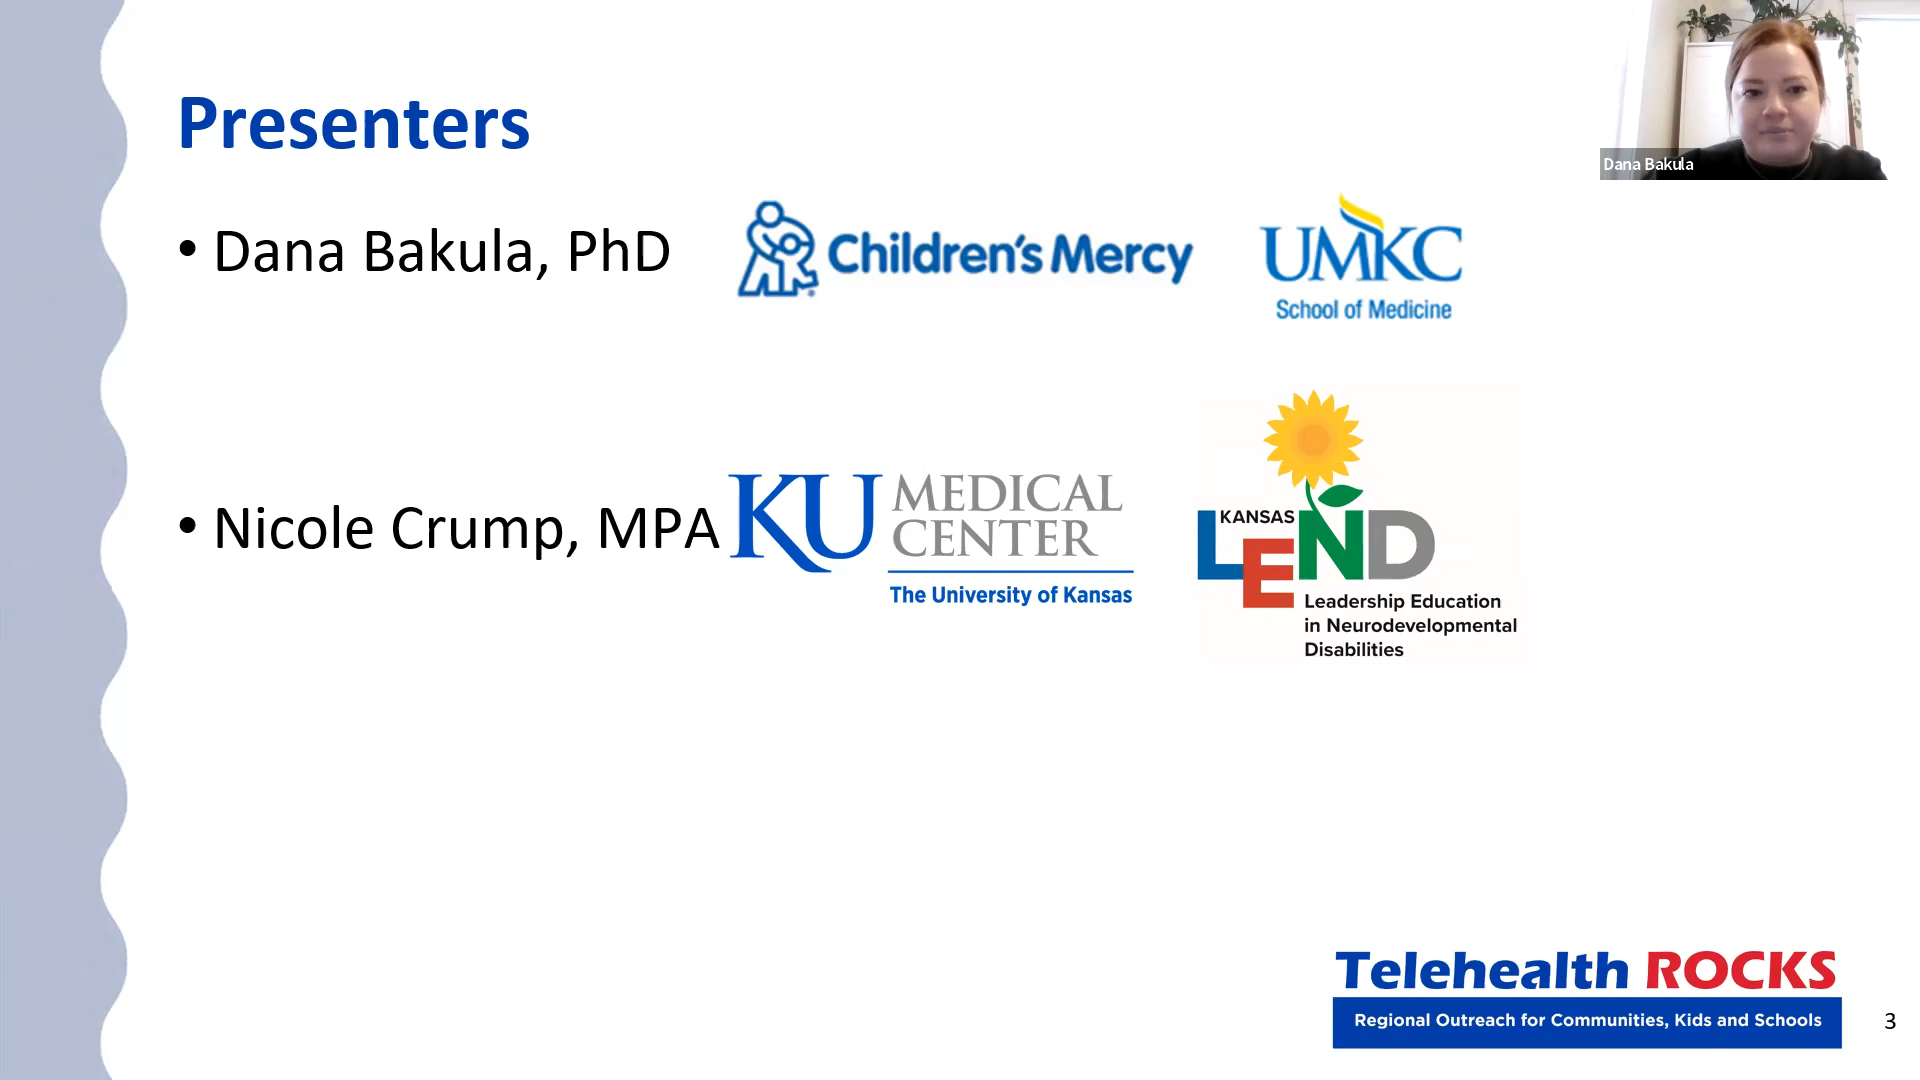 Presenters
Dana Bakula
• Dana Bakula, PhD
Children's Mercy
UMKC
School of Medicine
• Nicole Crump, MPA
KU MEDICAL CENTER
The University of Kansas
KANSAS
LEND
Leadership Education
in Neurodevelopmental
Disabilities
Telehealth ROCKS
Regional Outreach for Communities, Kids and Schools
3